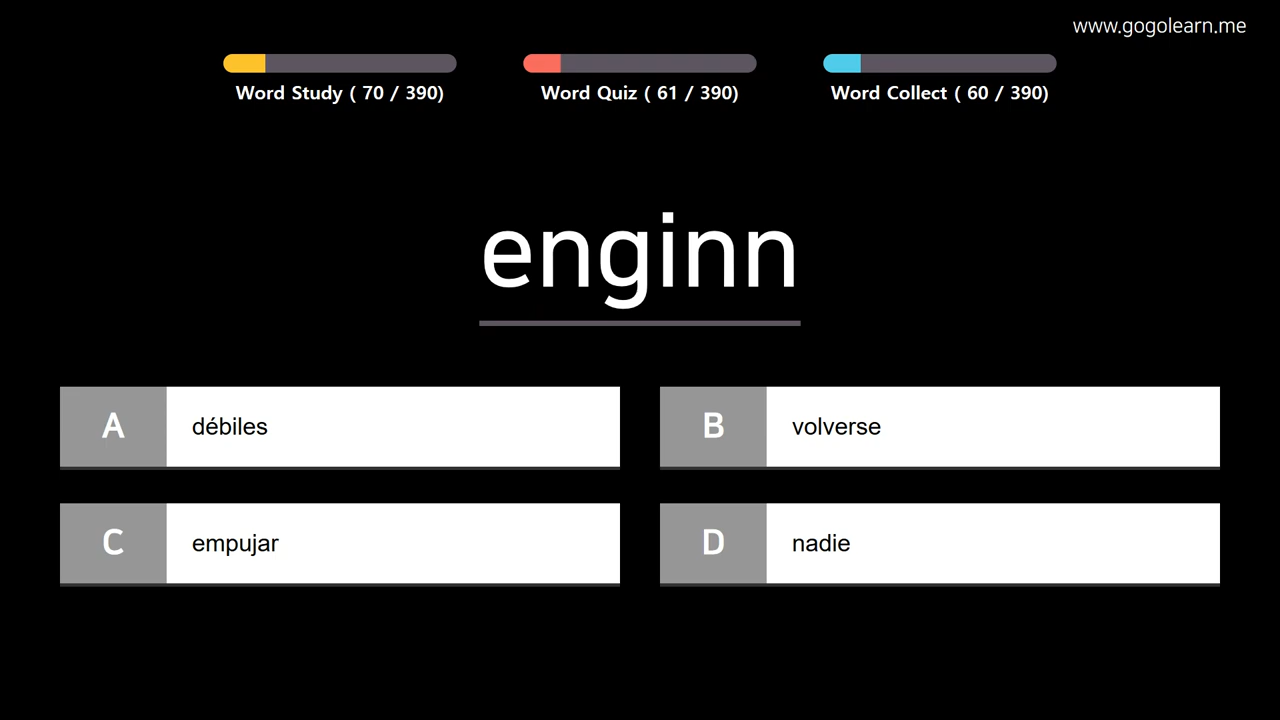 www.gogolearn.me
Word Study ( 70 / 390)
Word Quiz ( 61 / 390)
Word Collect ( 60 / 390)
enginn
A débiles
B volverse
C empujar
D nadie